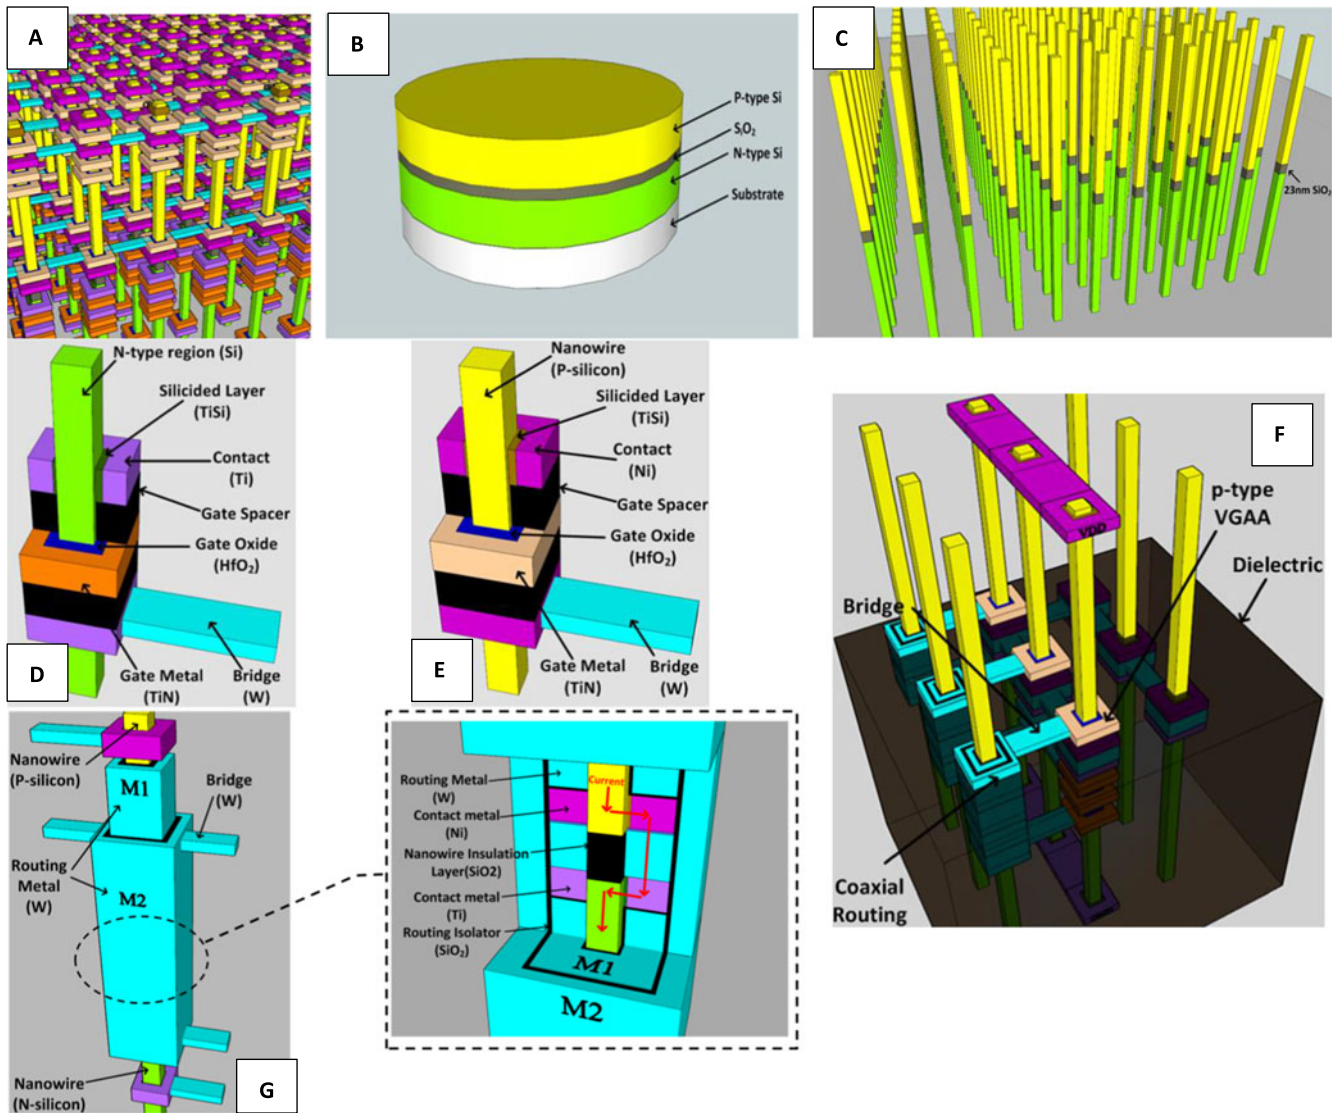 A
B
P-type Si
SiO₂
N-type Si
Substrate
C
23nm SiO₂
N-type region (Si)
Silicided Layer
(TiSi)
Contact
(Ti)
Gate Spacer
Gate Oxide
(HfO₂)
Gate Metal
(TiN)
Bridge
(W)
D
Nanowire
(P-silicon)
Silicided Layer
(TiSi)
Contact
(Ni)
Gate Spacer
Gate Oxide
(HfO₂)
Gate Metal
(TiN)
Bridge
(W)
E
F
VDD
p-type
VGAA
Dielectric
Bridge
Coaxial
Routing
Nanowire
(P-silicon)
M1
Bridge
(W)
Routing
Metal
(W)
M2
Nanowire
(N-silicon)
G
Routing Metal
(W)
Current
Contact metal
(Ni)
Nanowire Insulation
Layer(SiO2)
Contact metal
(Ti)
Routing Isolator
(SiO₂)
M1
M2